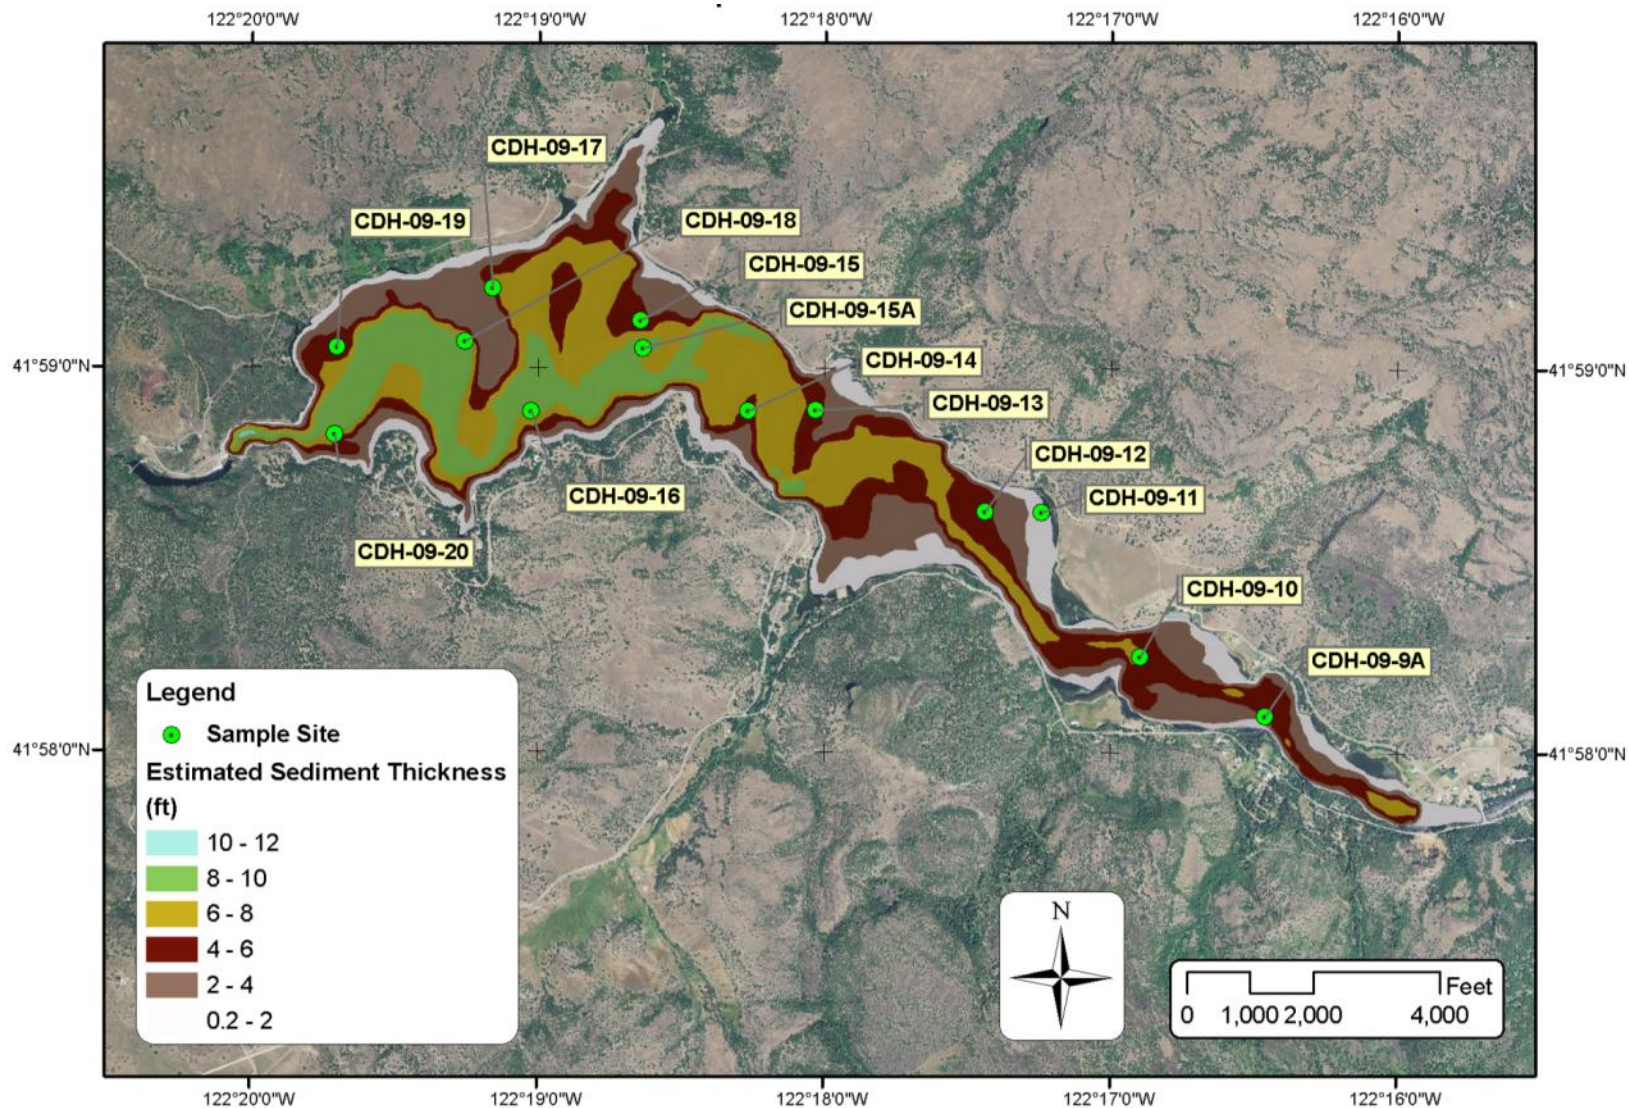 122°20'0"W 122°19'0"W 122°18'0"W 122°17'0"W 122°16'0"W
CDH-09-17
CDH-09-19
CDH-09-18
CDH-09-15
CDH-09-15A
41°59'0"N 41°59'0"N
CDH-09-14
CDH-09-13
CDH-09-12
CDH-09-16
CDH-09-11
CDH-09-20
CDH-09-10
CDH-09-9A
41°58'0"N 41°58'0"N
Legend
Sample Site
Estimated Sediment Thickness
(ft)
10 - 12
8 - 10
6 - 8
4 - 6
2 - 4
0.2 - 2
N
Feet
0 1,000 2,000 4,000
122°20'0"W 122°19'0"W 122°18'0"W 122°17'0"W 122°16'0"W